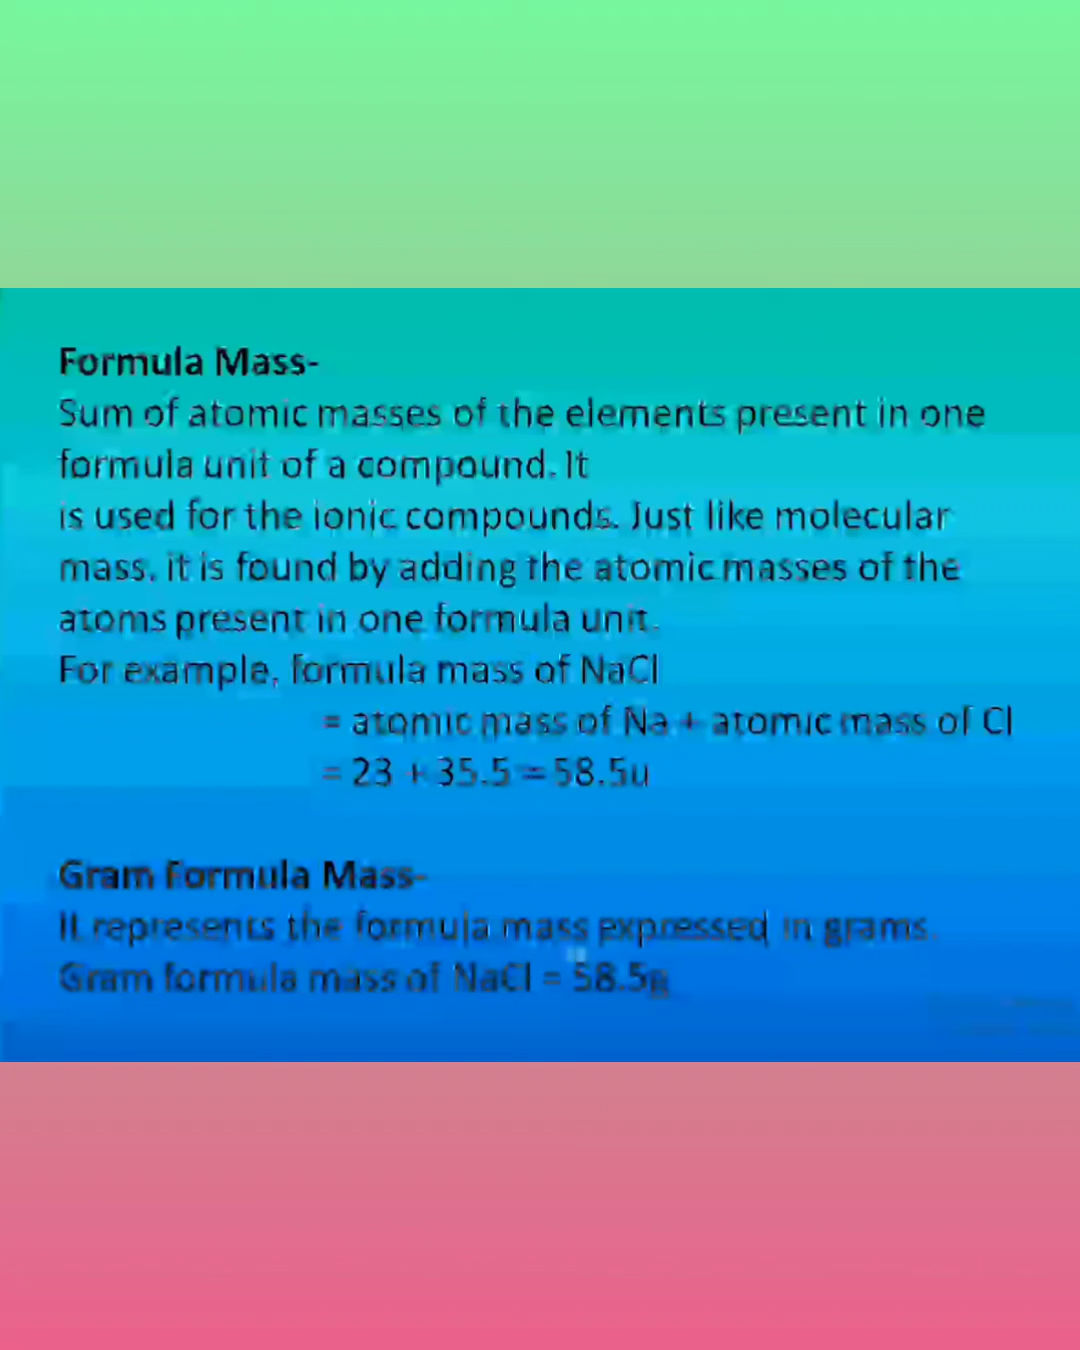 Formula Mass-
Sum of atomic masses of the elements present in one
formula unit of a compound. It
is used for the ionic compounds. Just like molecular
mass, it is found by adding the atomic masses of the
atoms present in one formula unit.
For example, formula mass of NaCl
= atomic mass of Na + atomic mass of Cl
= 23 + 35.5 = 58.5u
Gram Formula Mass-
It represents the formula mass expressed in grams.
Gram formula mass of NaCl = 58.5g